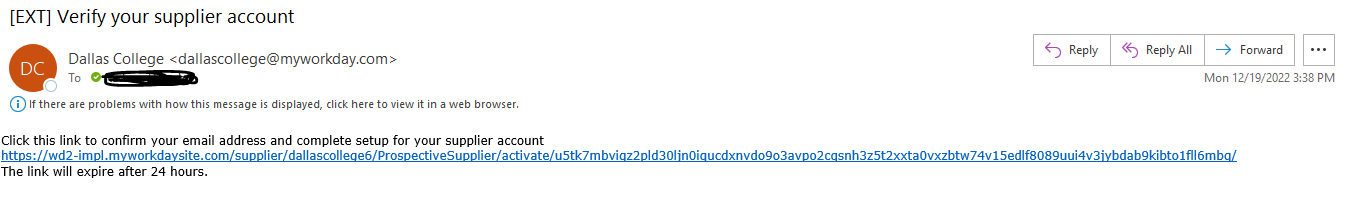 [EXT] Verify your supplier account
DC
Dallas College <dallascollege@myworkday.com>
To
Reply
Reply All
Forward
Mon 12/19/2022 3:38 PM
If there are problems with how this message is displayed, click here to view it in a web browser.
Click this link to confirm your email address and complete setup for your supplier account
https://wd2-impl.myworkdaysite.com/supplier/dallascollege6/ProspectiveSupplier/activate/u5tk7mbviqz2pld30ljn0iqucdxnvdo9o3avpo2cqsnh3z5t2xxta0vxzbtw74v15edlf8089uui4v3jybdab9kibto1fll6mbq/
The link will expire after 24 hours.